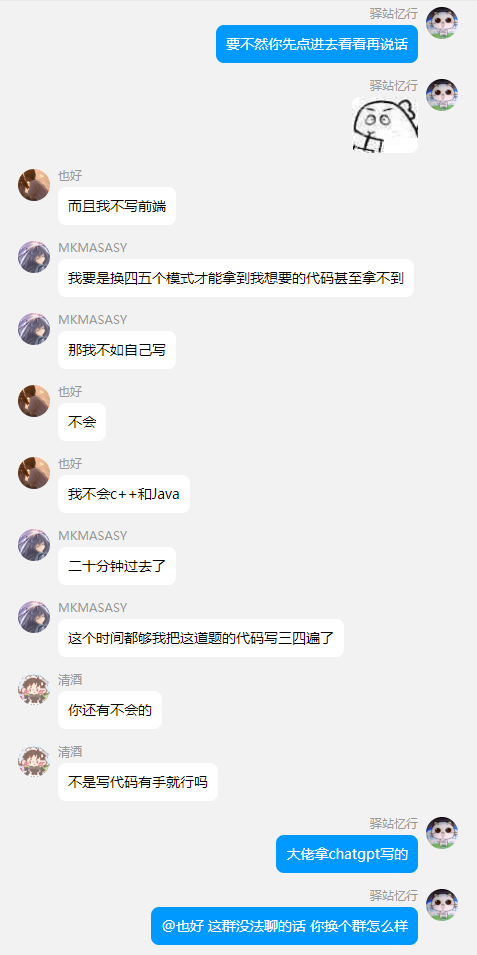 驿站忆行
要不然你先点进去看看再说话
驿站忆行
也好
而且我不写前端
MKMASASY
我要是换四五个模式才能拿到我想要的代码甚至拿不到
MKMASASY
那我不如自己写
也好
不会
也好
我不会c++和Java
MKMASASY
二十分钟过去了
MKMASASY
这个时间都够我把这道题的代码写三四遍了
清酒
你还有不会的
清酒
不是写代码有手就行吗
驿站忆行
大佬拿chatgpt写的
驿站忆行
@也好 这群没法聊的话 你换个群怎么样